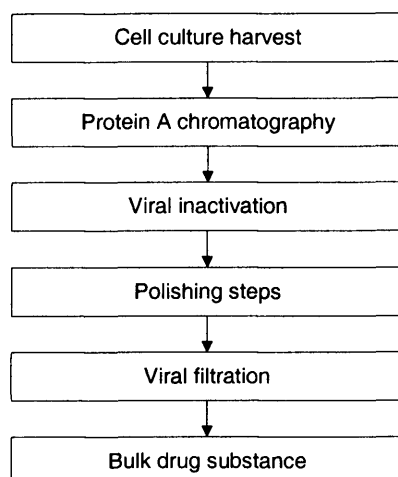 Cell culture harvest
Protein A chromatography
Viral inactivation
Polishing steps
Viral filtration
Bulk drug substance